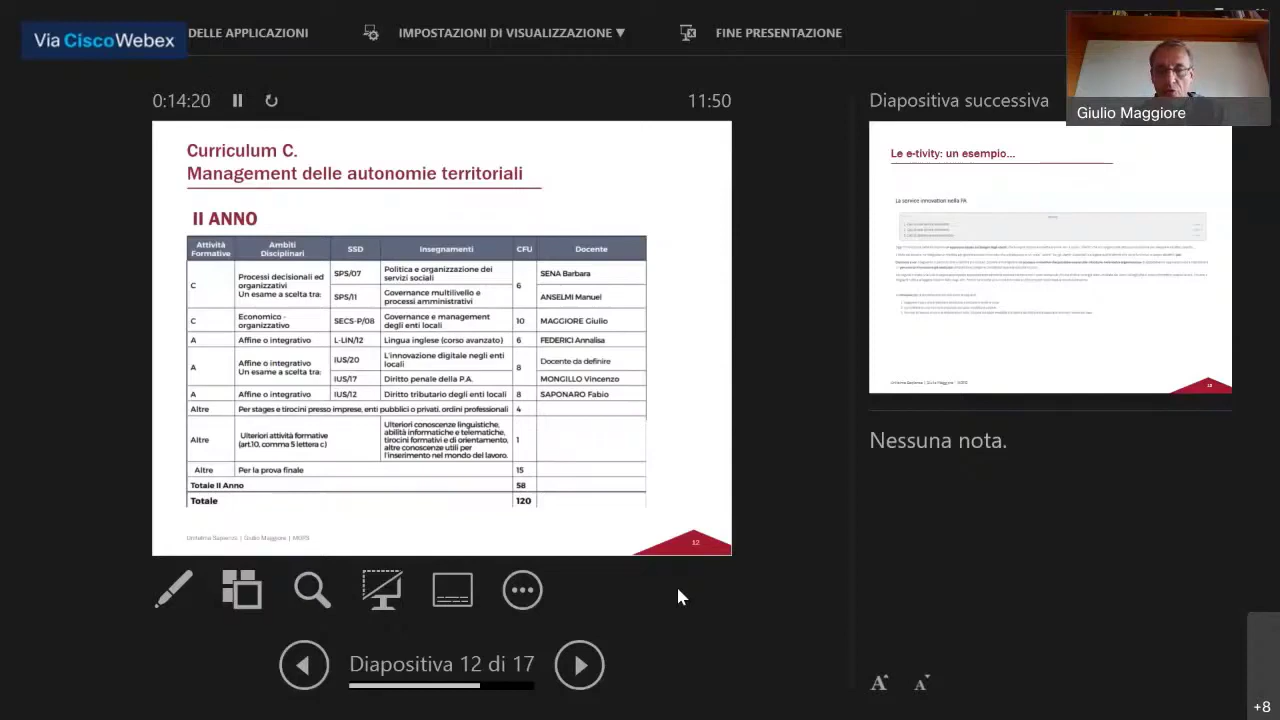 Via CiscoWebex
DELLE APPLICAZIONI
IMPOSTAZIONI DI VISUALIZZAZIONE ▼
FINE PRESENTAZIONE
Giulio Maggiore
0:14:20
11:50
Diapositiva successiva
Curriculum C.
Management delle autonomie territoriali
II ANNO
Attività Formative
Ambiti Disciplinari
SSD
Insegnamenti
CFU
Docente
C
Processi decisionali ed organizzativi
Un esame a scelta tra:
SPS/07
Politica e organizzazione dei servizi sociali
6
SENA Barbara
SPS/11
Governance multilivello e processi amministrativi
ANSELMI Manuel
C
Economico - organizzativo
SECS-P/08
Governance e management degli enti locali
10
MAGGIORE Giulio
A
Affine o integrativo
L-LIN/12
Lingua inglese (corso avanzato)
6
FEDERICI Annalisa
A
Affine o integrativo
Un esame a scelta tra:
IUS/20
L'innovazione digitale negli enti locali
8
Docente da definire
IUS/17
Diritto penale della P.A.
MONGILLO Vincenzo
A
Affine o integrativo
IUS/12
Diritto tributario degli enti locali
8
SAPONARO Fabio
Altre
Per stages e tirocini presso imprese, enti pubblici o privati, ordini professionali
4
Altre
Ulteriori attività formative
(art.10, comma 5 lettera c)
Ulteriori conoscenze linguistiche,
abilità informatiche e telematiche,
tirocini formativi e di orientamento,
altre conoscenze utili per
l'inserimento nel mondo del lavoro.
1
Altre
Per la prova finale
15
Totale II Anno
58
Totale
120
Unitelma Sapienza | Giulio Maggiore |
12
Le e-tivity: un esempio...
La service innovation nella PA
Nessuna nota.
Diapositiva 12 di 17
A A
+8